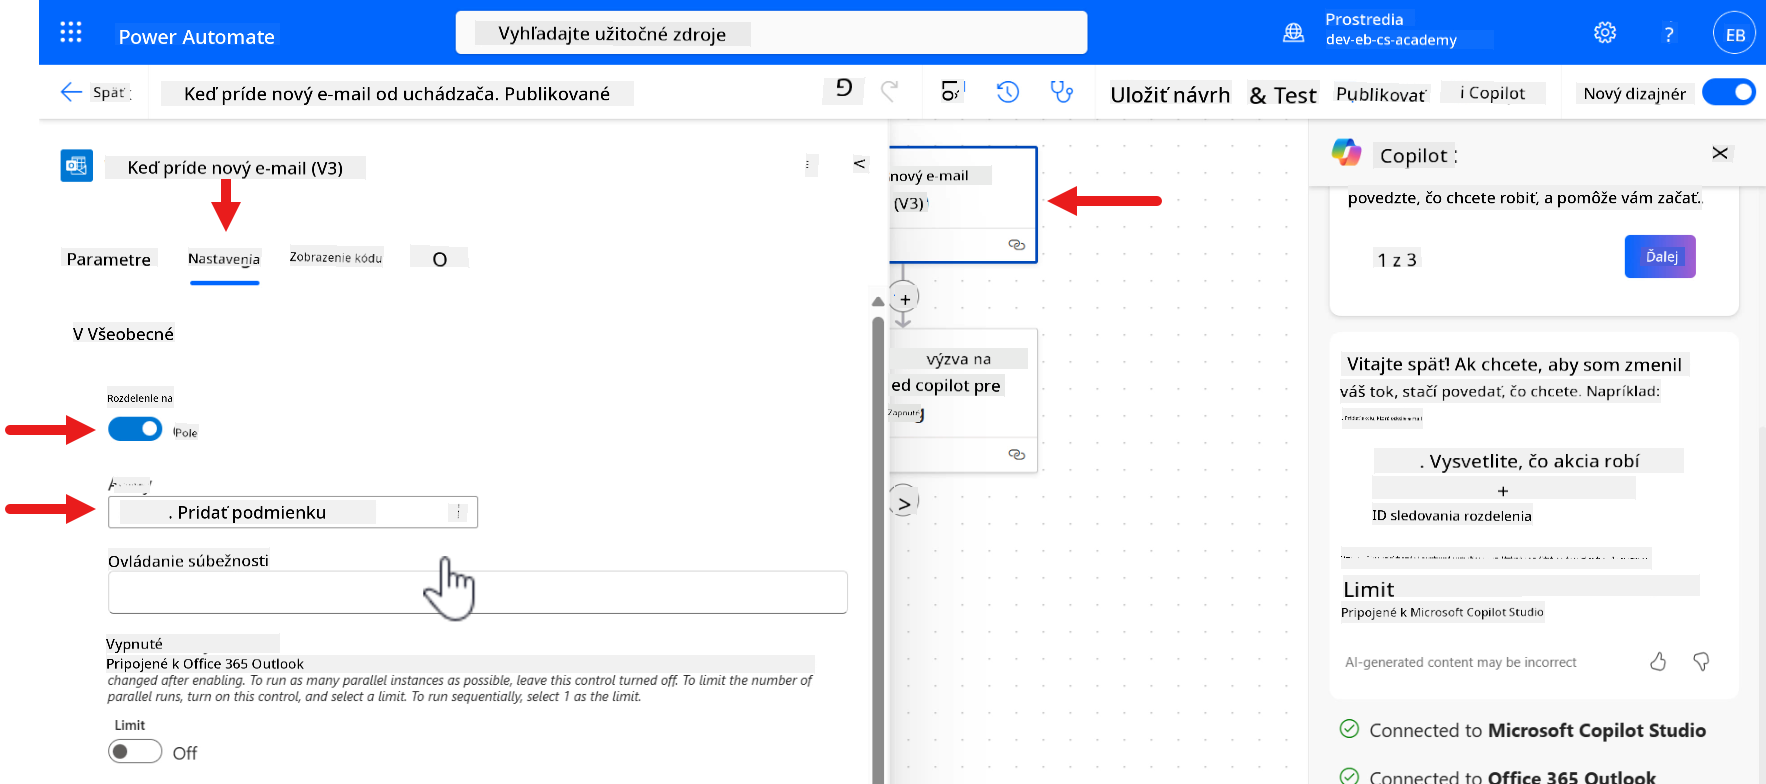 Power Automate
Vyhľadajte užitočné zdroje
Prostredia
dev-eb-cs-academy
?
EB
Späť
Keď príde nový e-mail od uchádzača. Publikované
Uložiť návrh
& Test
Publikovať
i Copilot
Nový dizajnér
Keď príde nový e-mail (V3)
<
Parametre
Nastavenia
Zobrazenie kódu
O
V Všeobecné
Rozdelenie na
Pole
. Pridať podmienku
Ovládanie súbežnosti
Vypnuté
Pripojené k Office 365 Outlook
changed after enabling. To run as many parallel instances as possible, leave this control turned off. To limit the number of
parallel runs, turn on this control, and select a limit. To run sequentially, select 1 as the limit.
Limit
Off
nový e-mail
(V3)
+
výzva na
ed copilot pre
Zapnuté
>
Copilot :
povedzte, čo chcete robiť, a pomôže vám začať..
1 z 3
Ďalej
Vitajte späť! Ak chcete, aby som zmenil
váš tok, stačí povedať, čo chcete. Napríklad:
. Vysvetlite, čo akcia robí
+
ID sledovania rozdelenia
Limit
Pripojené k Microsoft Copilot Studio
AI-generated content may be incorrect
Connected to Microsoft Copilot Studio
Connected to Office 365 Outlook